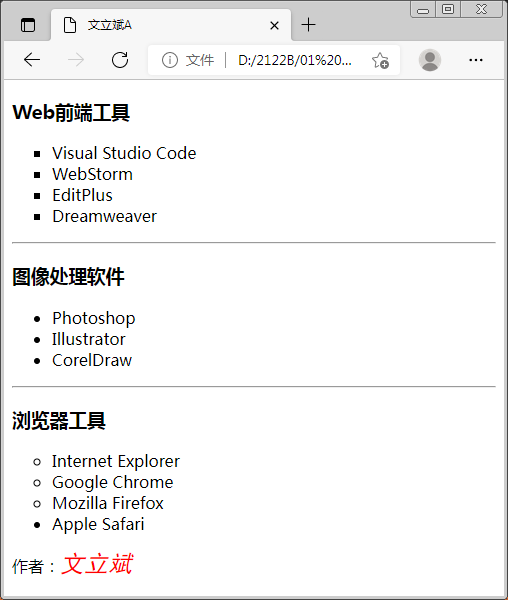 文立斌A
文件 D:/2122B/01%20...
Web前端工具
Visual Studio Code
WebStorm
EditPlus
Dreamweaver
图像处理软件
Photoshop
Illustrator
CorelDraw
浏览器工具
Internet Explorer
Google Chrome
Mozilla Firefox
Apple Safari
作者：文立斌